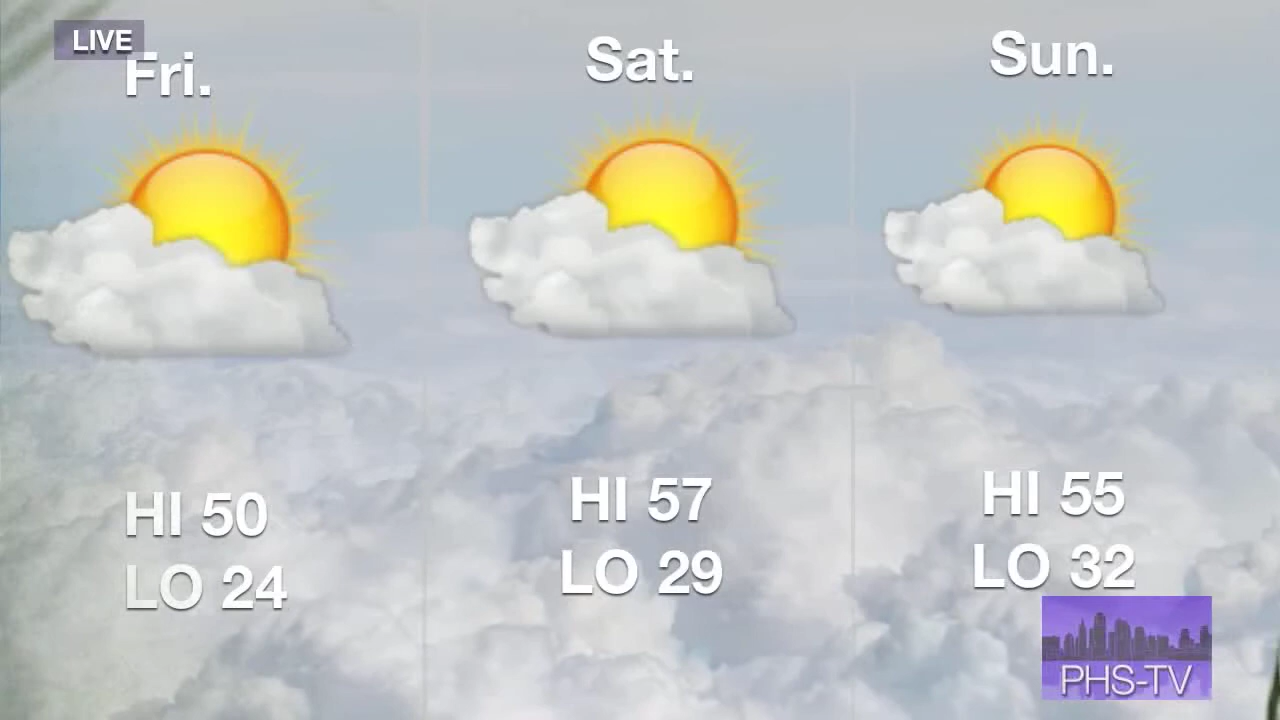 LIVE
Fri.
Sat.
Sun.
HI 50
LO 24
HI 57
LO 29
HI 55
LO 32
PHS-TV